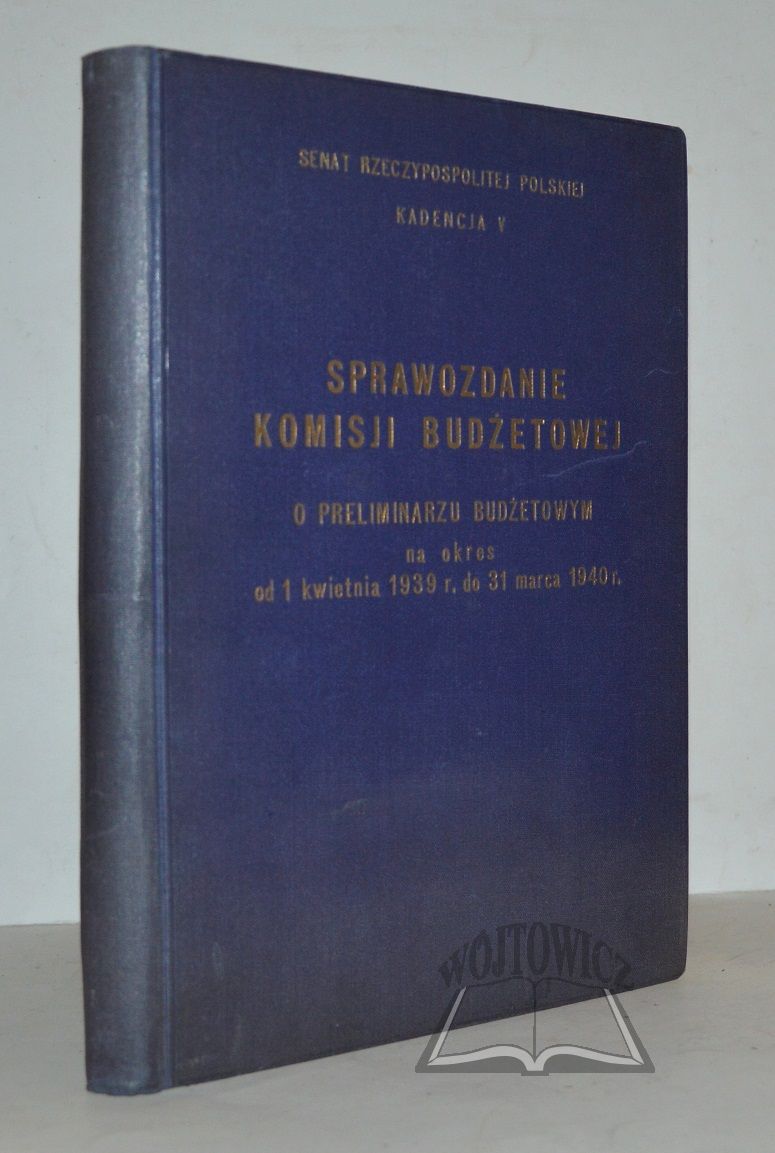 SENAT RZECZYPOSPOLITEJ POLSKIEJ
KADENCJA V
SPRAWOZDANIE
KOMISJI BUDŻETOWEJ
O PRELIMINARZU BUDŻETOWYM
na okres
od 1 kwietnia 1939 r. do 31 marca 1940 r.
WÓJTOWICZ